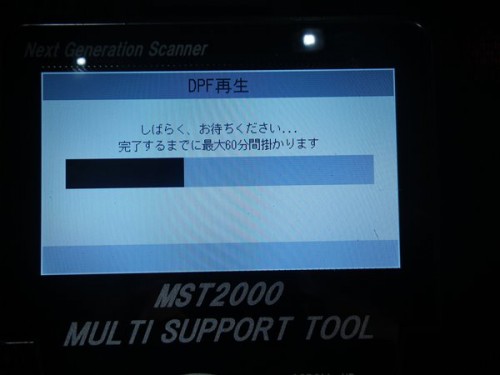 Next Generation Scanner
DPF再生
しばらく、お待ちください...
完了するまでに最大60分間掛かります
MST2000
MULTI SUPPORT TOOL